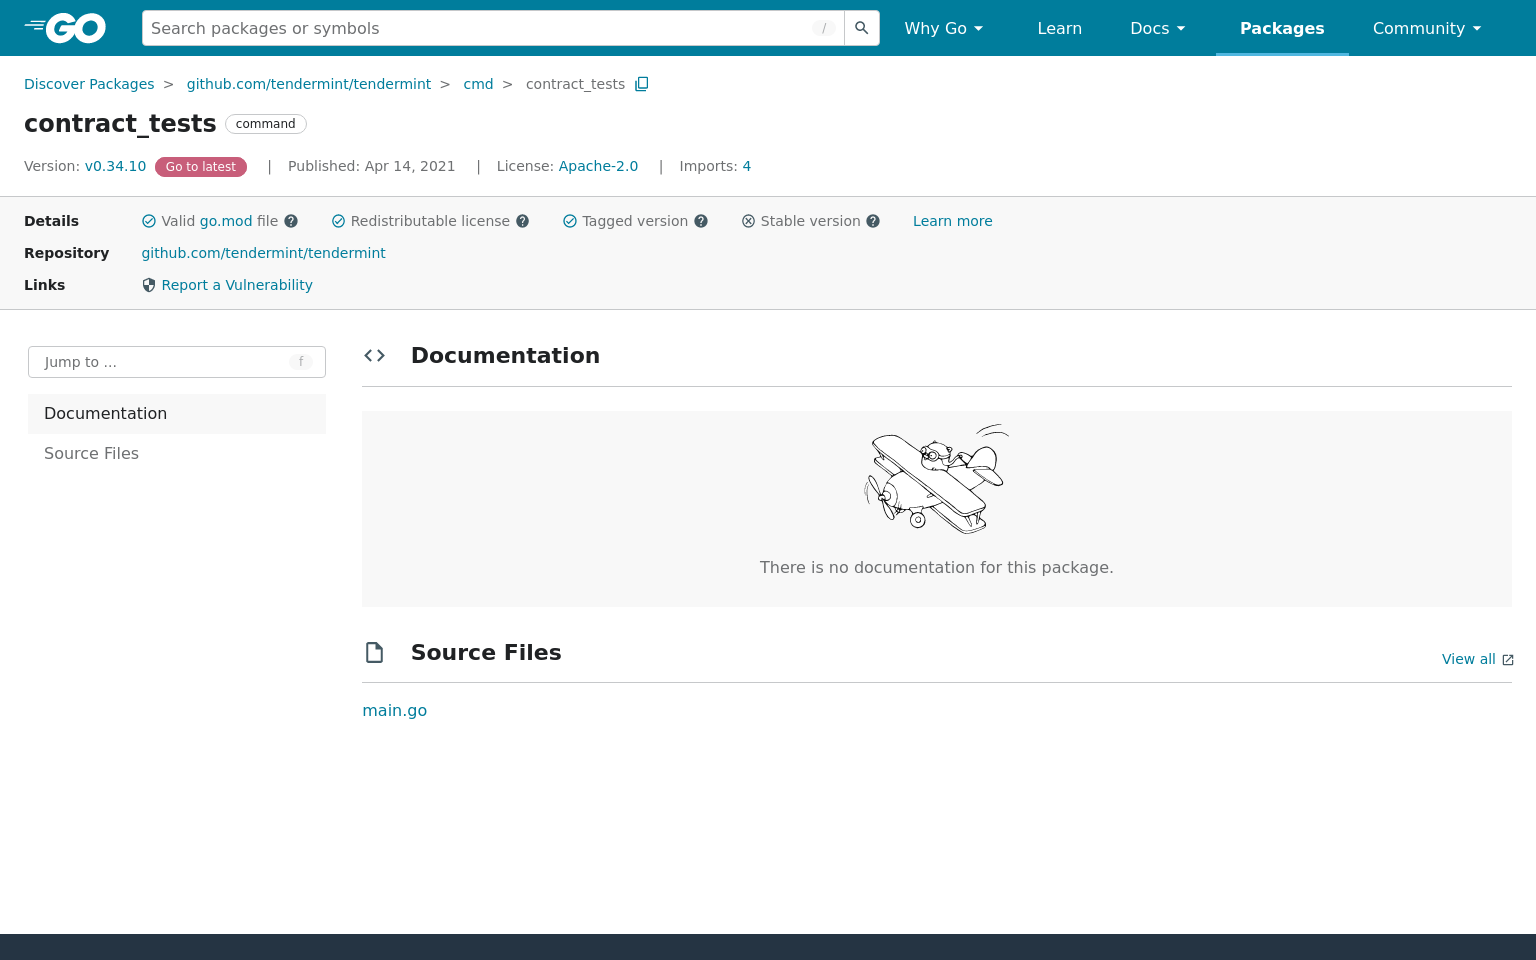 GO Search packages or symbols / Why Go Learn Docs Packages Community
Discover Packages > github.com/tendermint/tendermint > cmd > contract_tests
contract_tests command
Version: v0.34.10 Go to latest | Published: Apr 14, 2021 | License: Apache-2.0 | Imports: 4
Details Valid go.mod file Redistributable license Tagged version Stable version Learn more
Repository github.com/tendermint/tendermint
Links Report a Vulnerability
Jump to ... f
Documentation
Source Files
Documentation
There is no documentation for this package.
Source Files View all
main.go